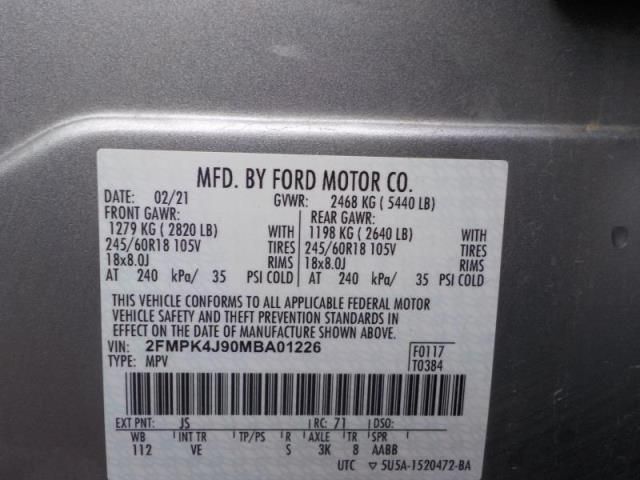 MFD. BY FORD MOTOR CO.
DATE: 02/21 GVWR: 2468 KG ( 5440 LB)
FRONT GAWR: REAR GAWR:
1279 KG ( 2820 LB) WITH 1198 KG ( 2640 LB) WITH
245/60R18 105V TIRES 245/60R18 105V TIRES
18x8.0J RIMS 18x8.0J RIMS
AT 240 kPa/ 35 PSI COLD AT 240 kPa/ 35 PSI COLD
THIS VEHICLE CONFORMS TO ALL APPLICABLE FEDERAL MOTOR
VEHICLE SAFETY AND THEFT PREVENTION STANDARDS IN
EFFECT ON THE DATE OF MANUFACTURE SHOWN ABOVE.
VIN: 2FMPK4J90MBA01226 F0117
TYPE: MPV T0384
EXT PNT: JS RC: 71 DSO:
WB INT TR TP/PS R AXLE TR SPR
112 VE S 3K 8 AABB
UTC ▽ 5U5A-1520472-BA